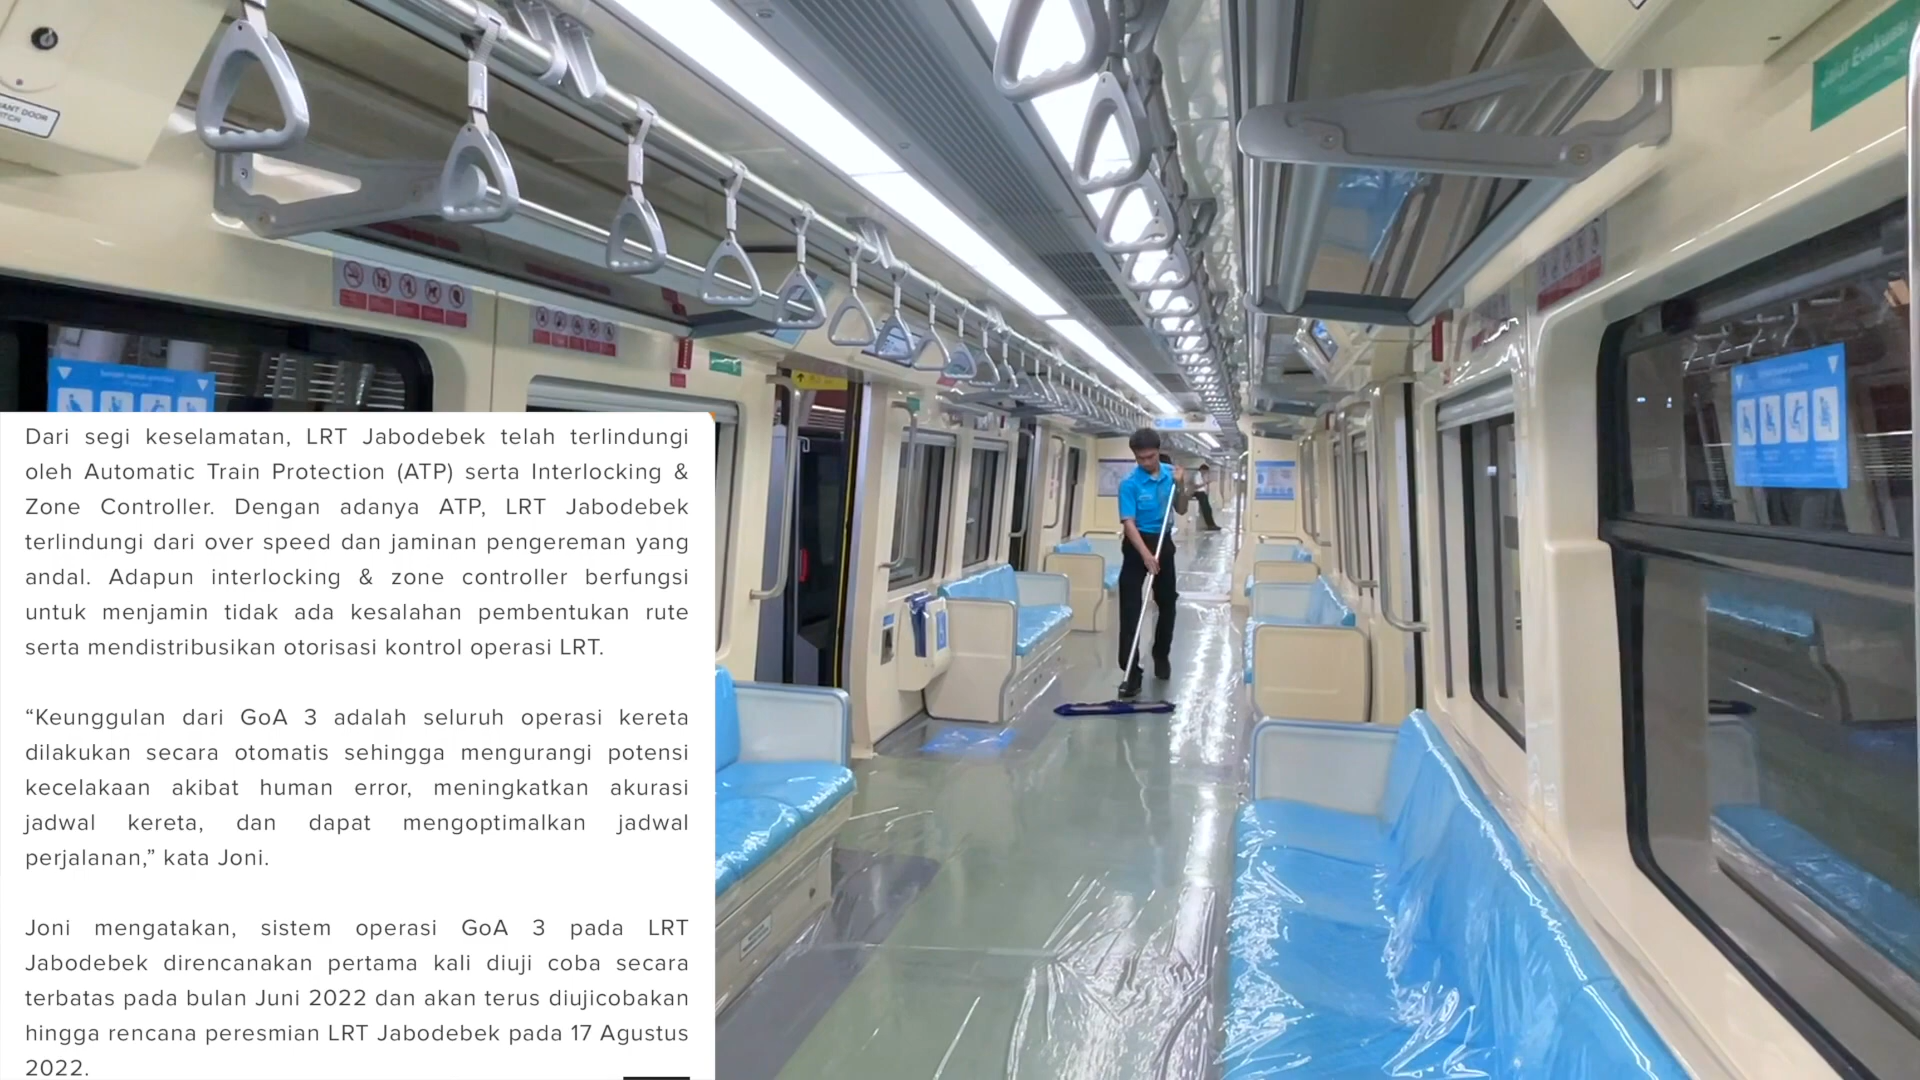 ANT DOOR
Jalur Evakuasi
Dari segi keselamatan, LRT Jabodebek telah terlindungi
oleh Automatic Train Protection (ATP) serta Interlocking &
Zone Controller. Dengan adanya ATP, LRT Jabodebek
terlindungi dari over speed dan jaminan pengereman yang
andal. Adapun interlocking & zone controller berfungsi
untuk menjamin tidak ada kesalahan pembentukan rute
serta mendistribusikan otorisasi kontrol operasi LRT.
“Keunggulan dari GoA 3 adalah seluruh operasi kereta
dilakukan secara otomatis sehingga mengurangi potensi
kecelakaan akibat human error, meningkatkan akurasi
jadwal kereta, dan dapat mengoptimalkan jadwal
perjalanan,” kata Joni.
Joni mengatakan, sistem operasi GoA 3 pada LRT
Jabodebek direncanakan pertama kali diuji coba secara
terbatas pada bulan Juni 2022 dan akan terus diujicobakan
hingga rencana peresmian LRT Jabodebek pada 17 Agustus
2022.